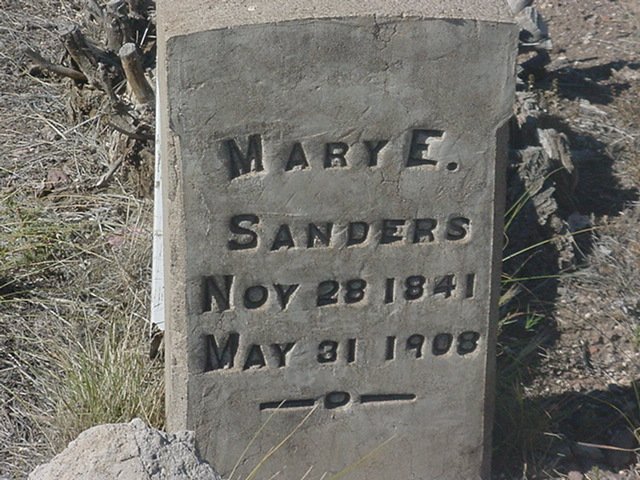 MARY E.
SANDERS
NOV 28 1841
MAY 31 1908